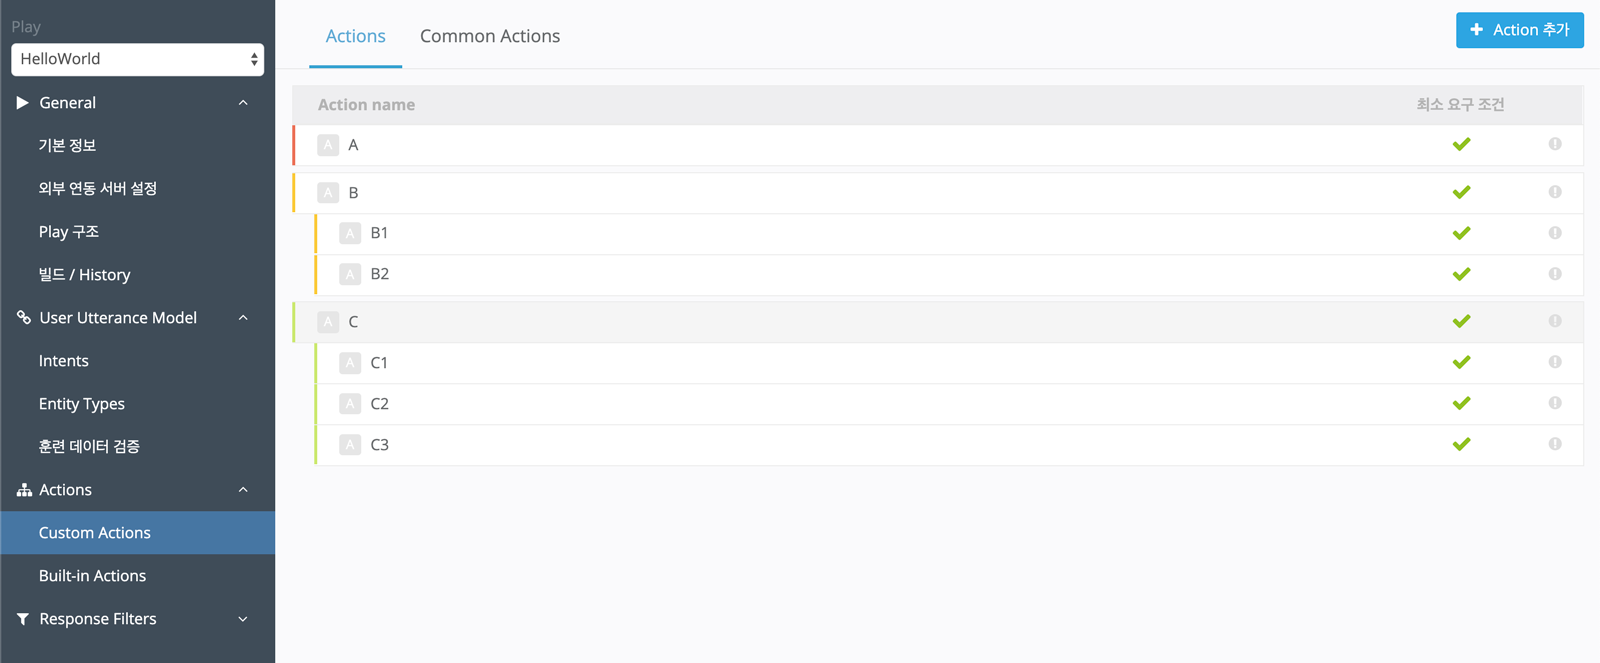 Play
HelloWorld
General
기본 정보
외부 연동 서버 설정
Play 구조
빌드 / History
User Utterance Model
Intents
Entity Types
훈련 데이터 검증
Actions
Custom Actions
Built-in Actions
Response Filters
Actions Common Actions
Action 추가
Action name 최소 요구 조건
A A
A B
A B1
A B2
A C
A C1
A C2
A C3